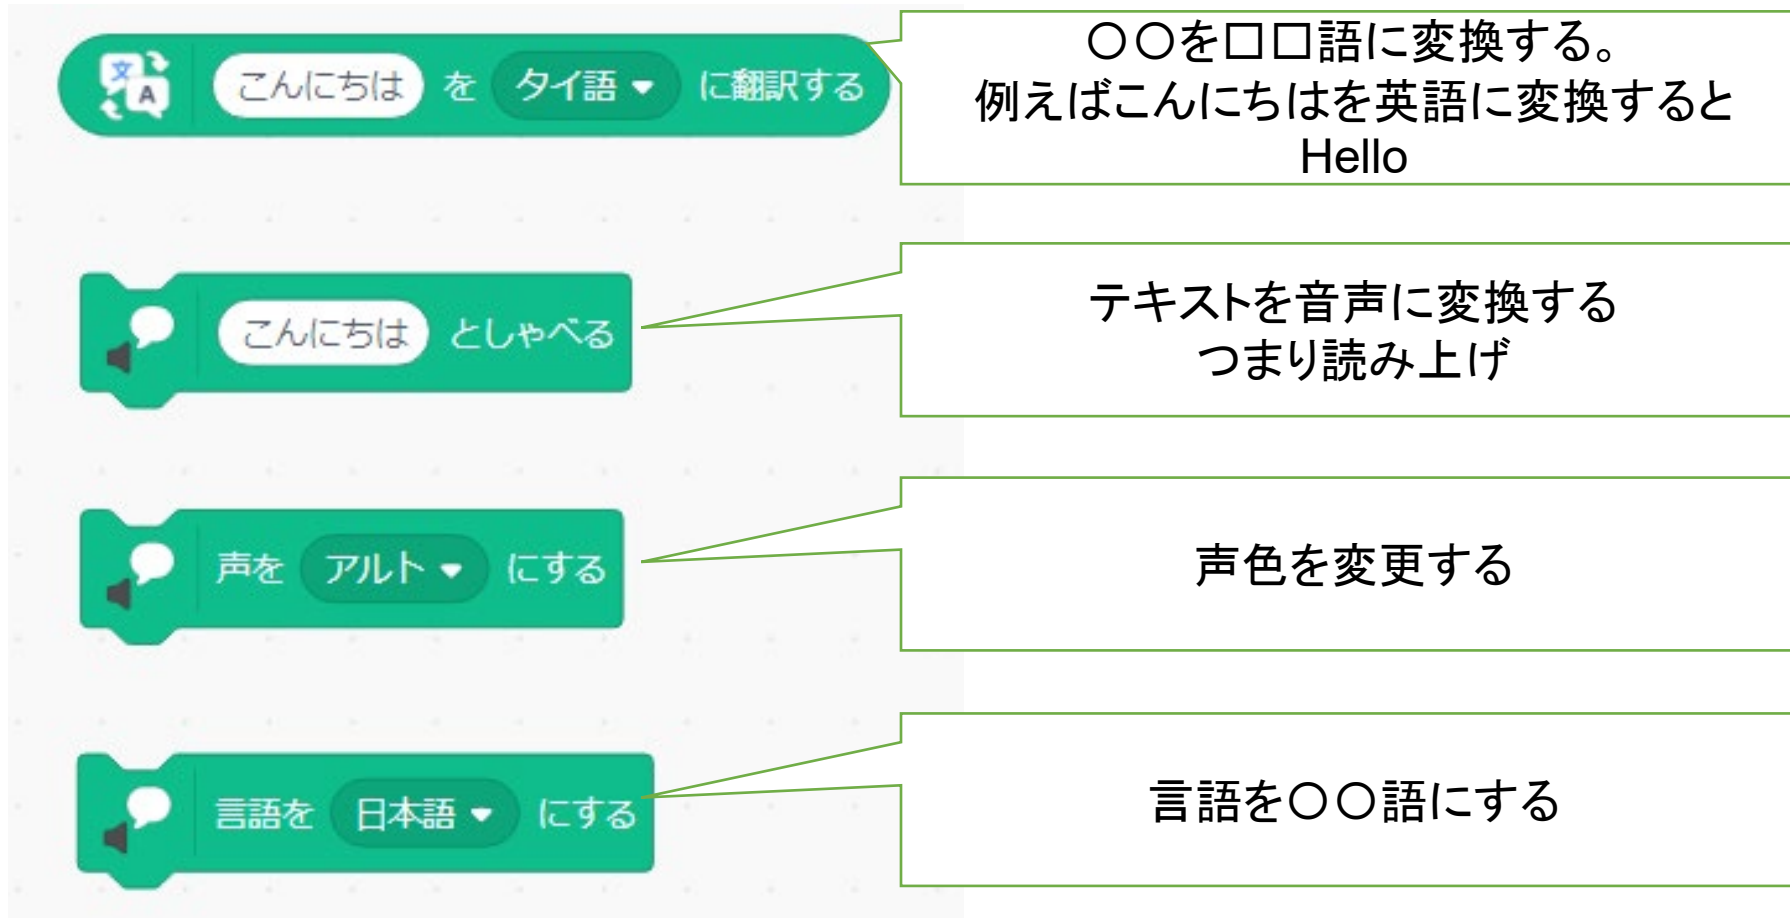 こんにちは を タイ語 に翻訳する
〇〇を□□語に変換する。
例えばこんにちはを英語に変換すると
Hello
こんにちは としゃべる
テキストを音声に変換する
つまり読み上げ
声を アルト にする
声色を変更する
言語を 日本語 にする
言語を〇〇語にする